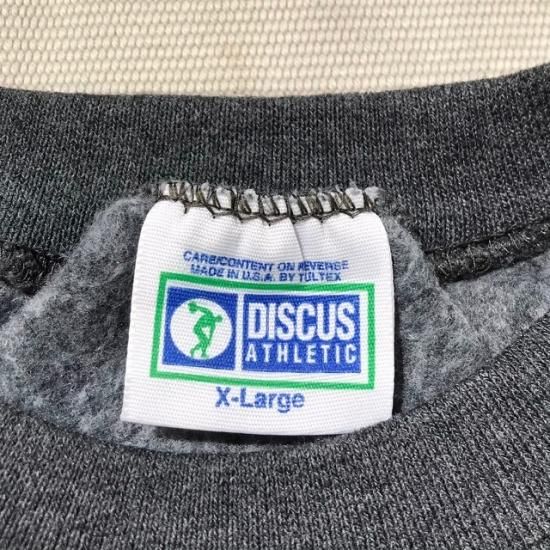 CARE/CONTENT ON REVERSE
MADE IN U.S.A. BY TULTEX
DISCUS
ATHLETIC
X-Large